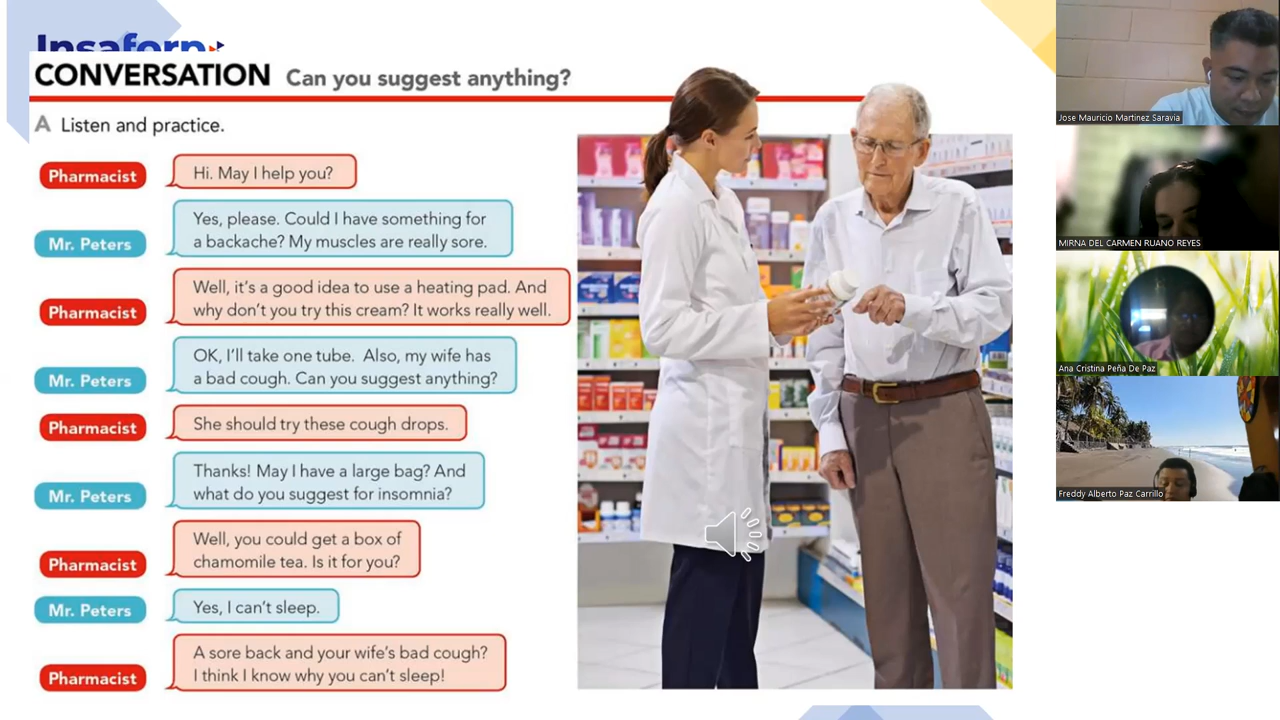 Insaforp
CONVERSATION Can you suggest anything?
A Listen and practice.
Pharmacist
Hi. May I help you?
Mr. Peters
Yes, please. Could I have something for
a backache? My muscles are really sore.
Pharmacist
Well, it's a good idea to use a heating pad. And
why don't you try this cream? It works really well.
Mr. Peters
OK, I'll take one tube. Also, my wife has
a bad cough. Can you suggest anything?
Pharmacist
She should try these cough drops.
Mr. Peters
Thanks! May I have a large bag? And
what do you suggest for insomnia?
Pharmacist
Well, you could get a box of
chamomile tea. Is it for you?
Mr. Peters
Yes, I can't sleep.
Pharmacist
A sore back and your wife's bad cough?
I think I know why you can't sleep!
Jose Mauricio Martinez Saravia
MIRNA DEL CARMEN RUANO REYES
Ana Cristina Peña De Paz
Freddy Alberto Paz Carrillo